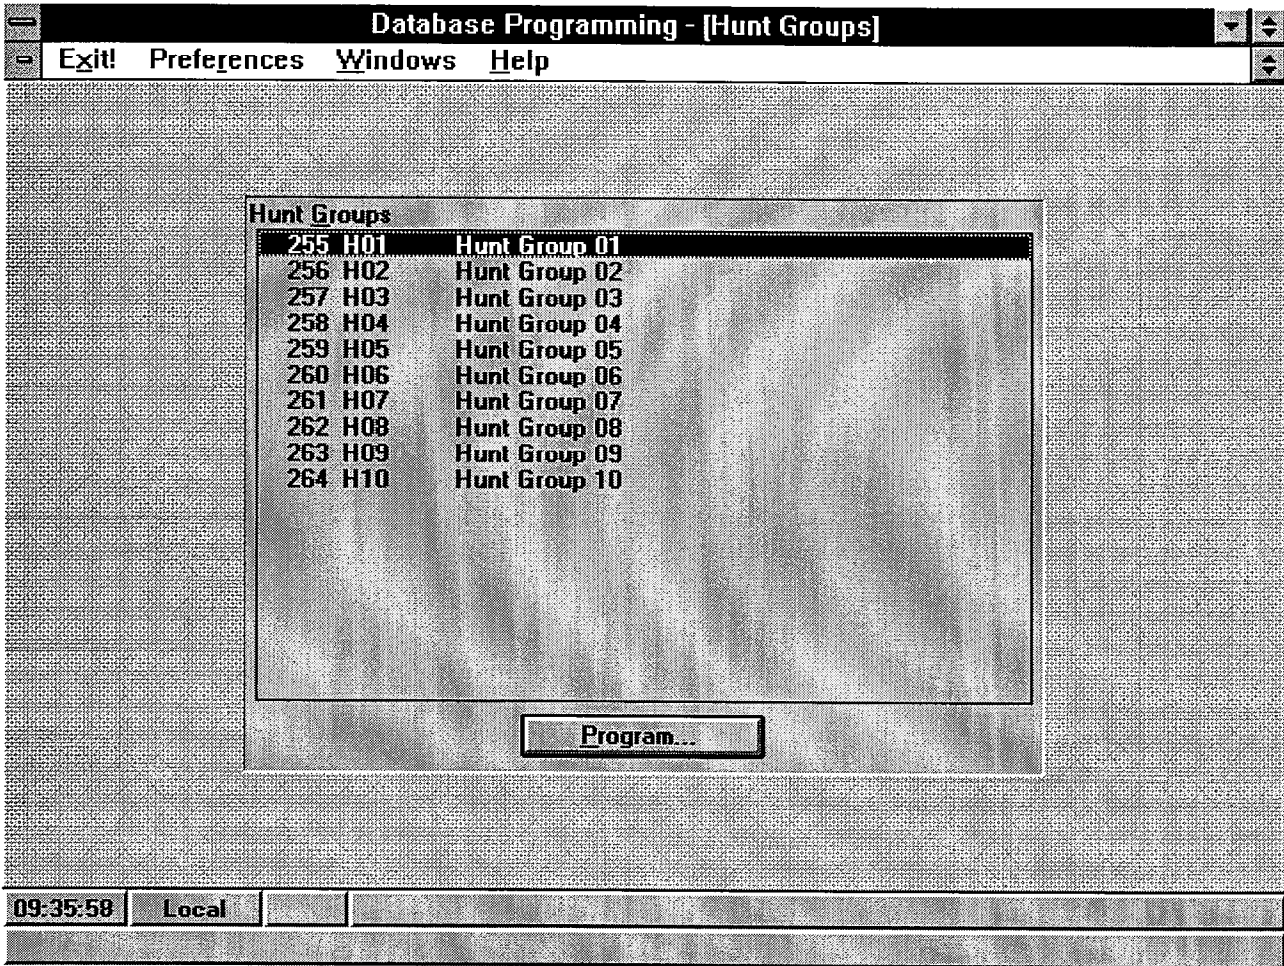 Database Programming - [Hunt Groups]
Exit! Preferences Windows Help
Hunt Groups
255 H01 Hunt Group 01
256 H02 Hunt Group 02
257 H03 Hunt Group 03
258 H04 Hunt Group 04
259 H05 Hunt Group 05
260 H06 Hunt Group 06
261 H07 Hunt Group 07
262 H08 Hunt Group 08
263 H09 Hunt Group 09
264 H10 Hunt Group 10
Program...
09:35:58 Local